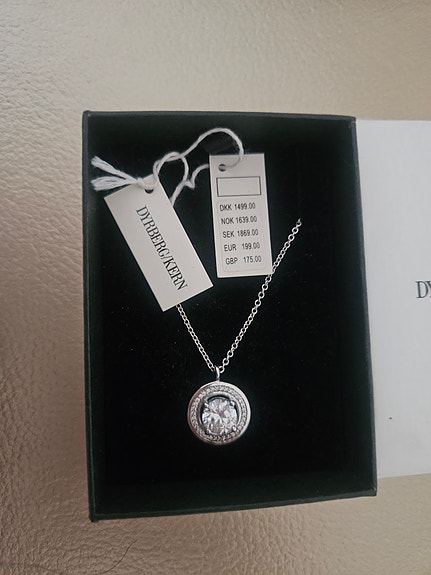 DYRBERG/KERN
DKK 1499.00
NOK 1639.00
SEK 1869.00
EUR 199.00
GBP 175.00